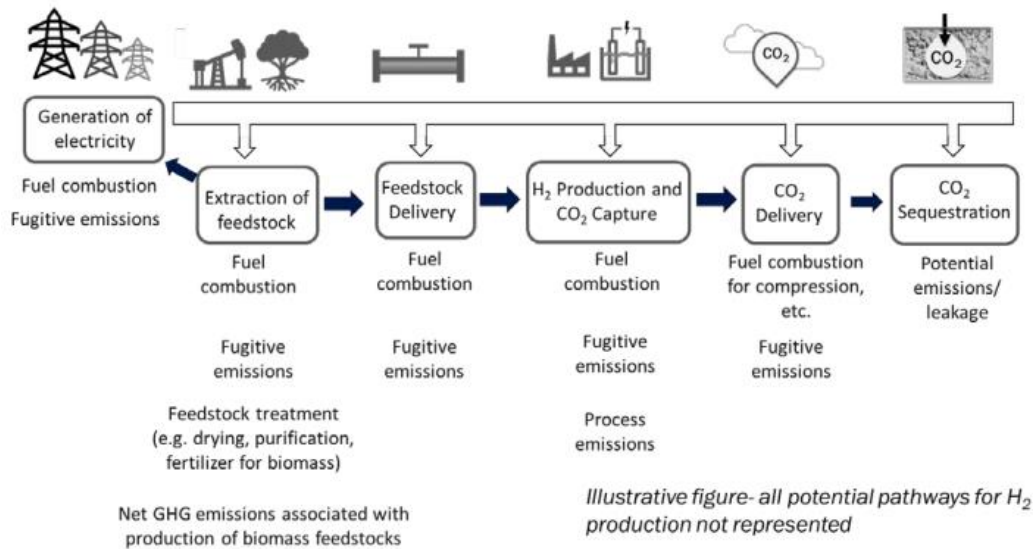 CO₂
CO₂
Generation of
electricity
Fuel combustion
Fugitive emissions
Extraction of
feedstock
Fuel
combustion
Fugitive
emissions
Feedstock treatment
(e.g. drying, purification,
fertilizer for biomass)
Net GHG emissions associated with
production of biomass feedstocks
Feedstock
Delivery
Fuel
combustion
Fugitive
emissions
H₂ Production and
CO₂ Capture
Fuel
combustion
Fugitive
emissions
Process
emissions
CO₂
Delivery
Fuel combustion
for compression,
etc.
Fugitive
emissions
CO₂
Sequestration
Potential
emissions/
leakage
Illustrative figure- all potential pathways for H₂
production not represented